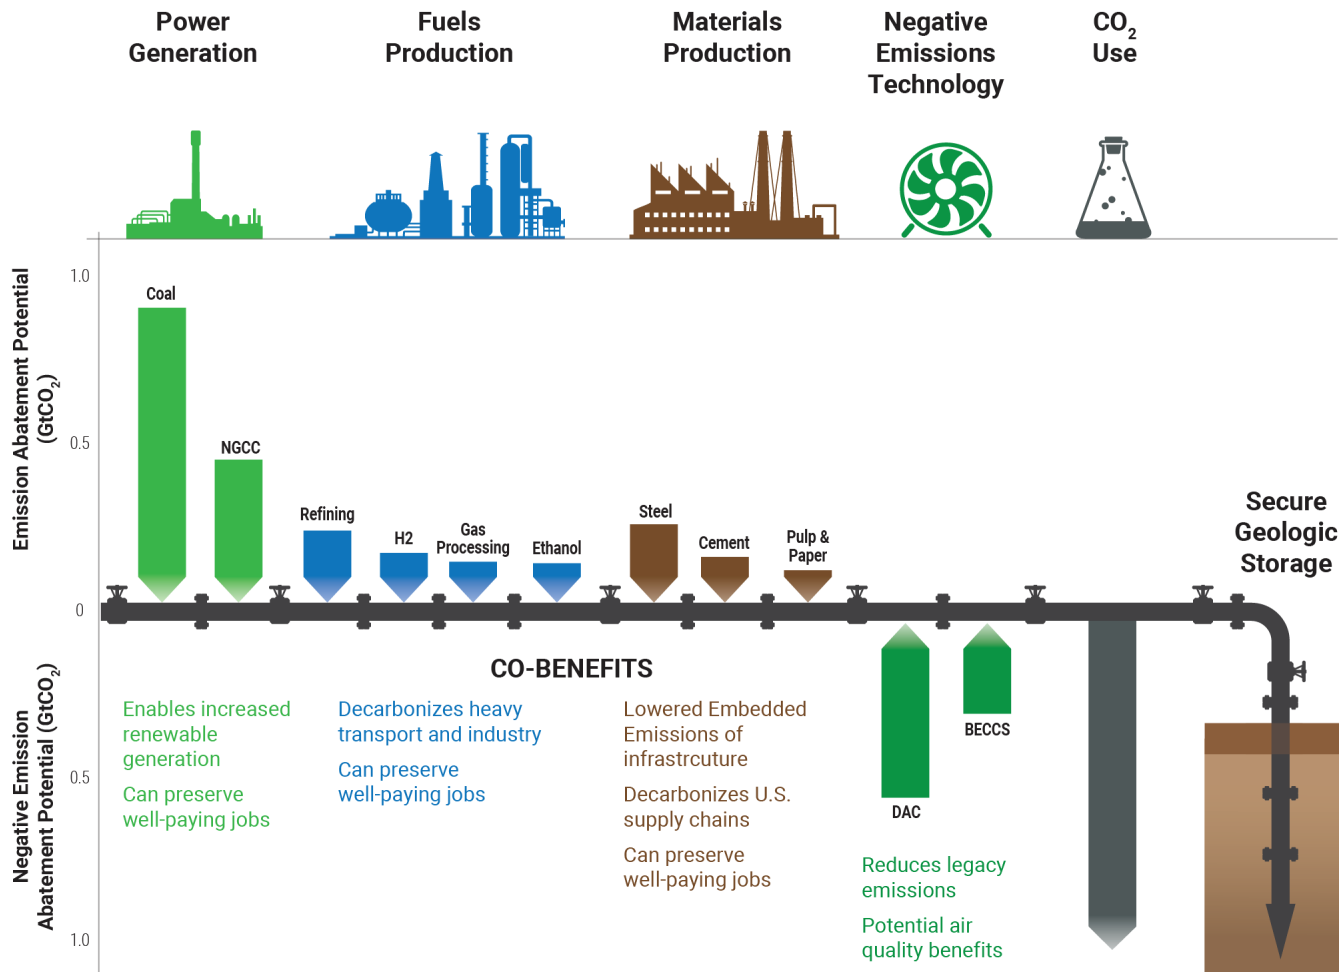 Power
Generation
Fuels
Production
Materials
Production
Negative
Emissions
Technology
CO₂
Use
Emission Abatement Potential
(GtCO₂)
1.0
0.5
0
Coal
NGCC
Refining
H2
Gas
Processing
Ethanol
Steel
Cement
Pulp &
Paper
Secure
Geologic
Storage
Negative Emission
Abatement Potential (GtCO₂)
0.5
1.0
CO-BENEFITS
Enables increased
renewable
generation
Can preserve
well-paying jobs
Decarbonizes heavy
transport and industry
Can preserve
well-paying jobs
Lowered Embedded
Emissions of
infrastrcuture
Decarbonizes U.S.
supply chains
Can preserve
well-paying jobs
DAC
BECCS
Reduces legacy
emissions
Potential air
quality benefits